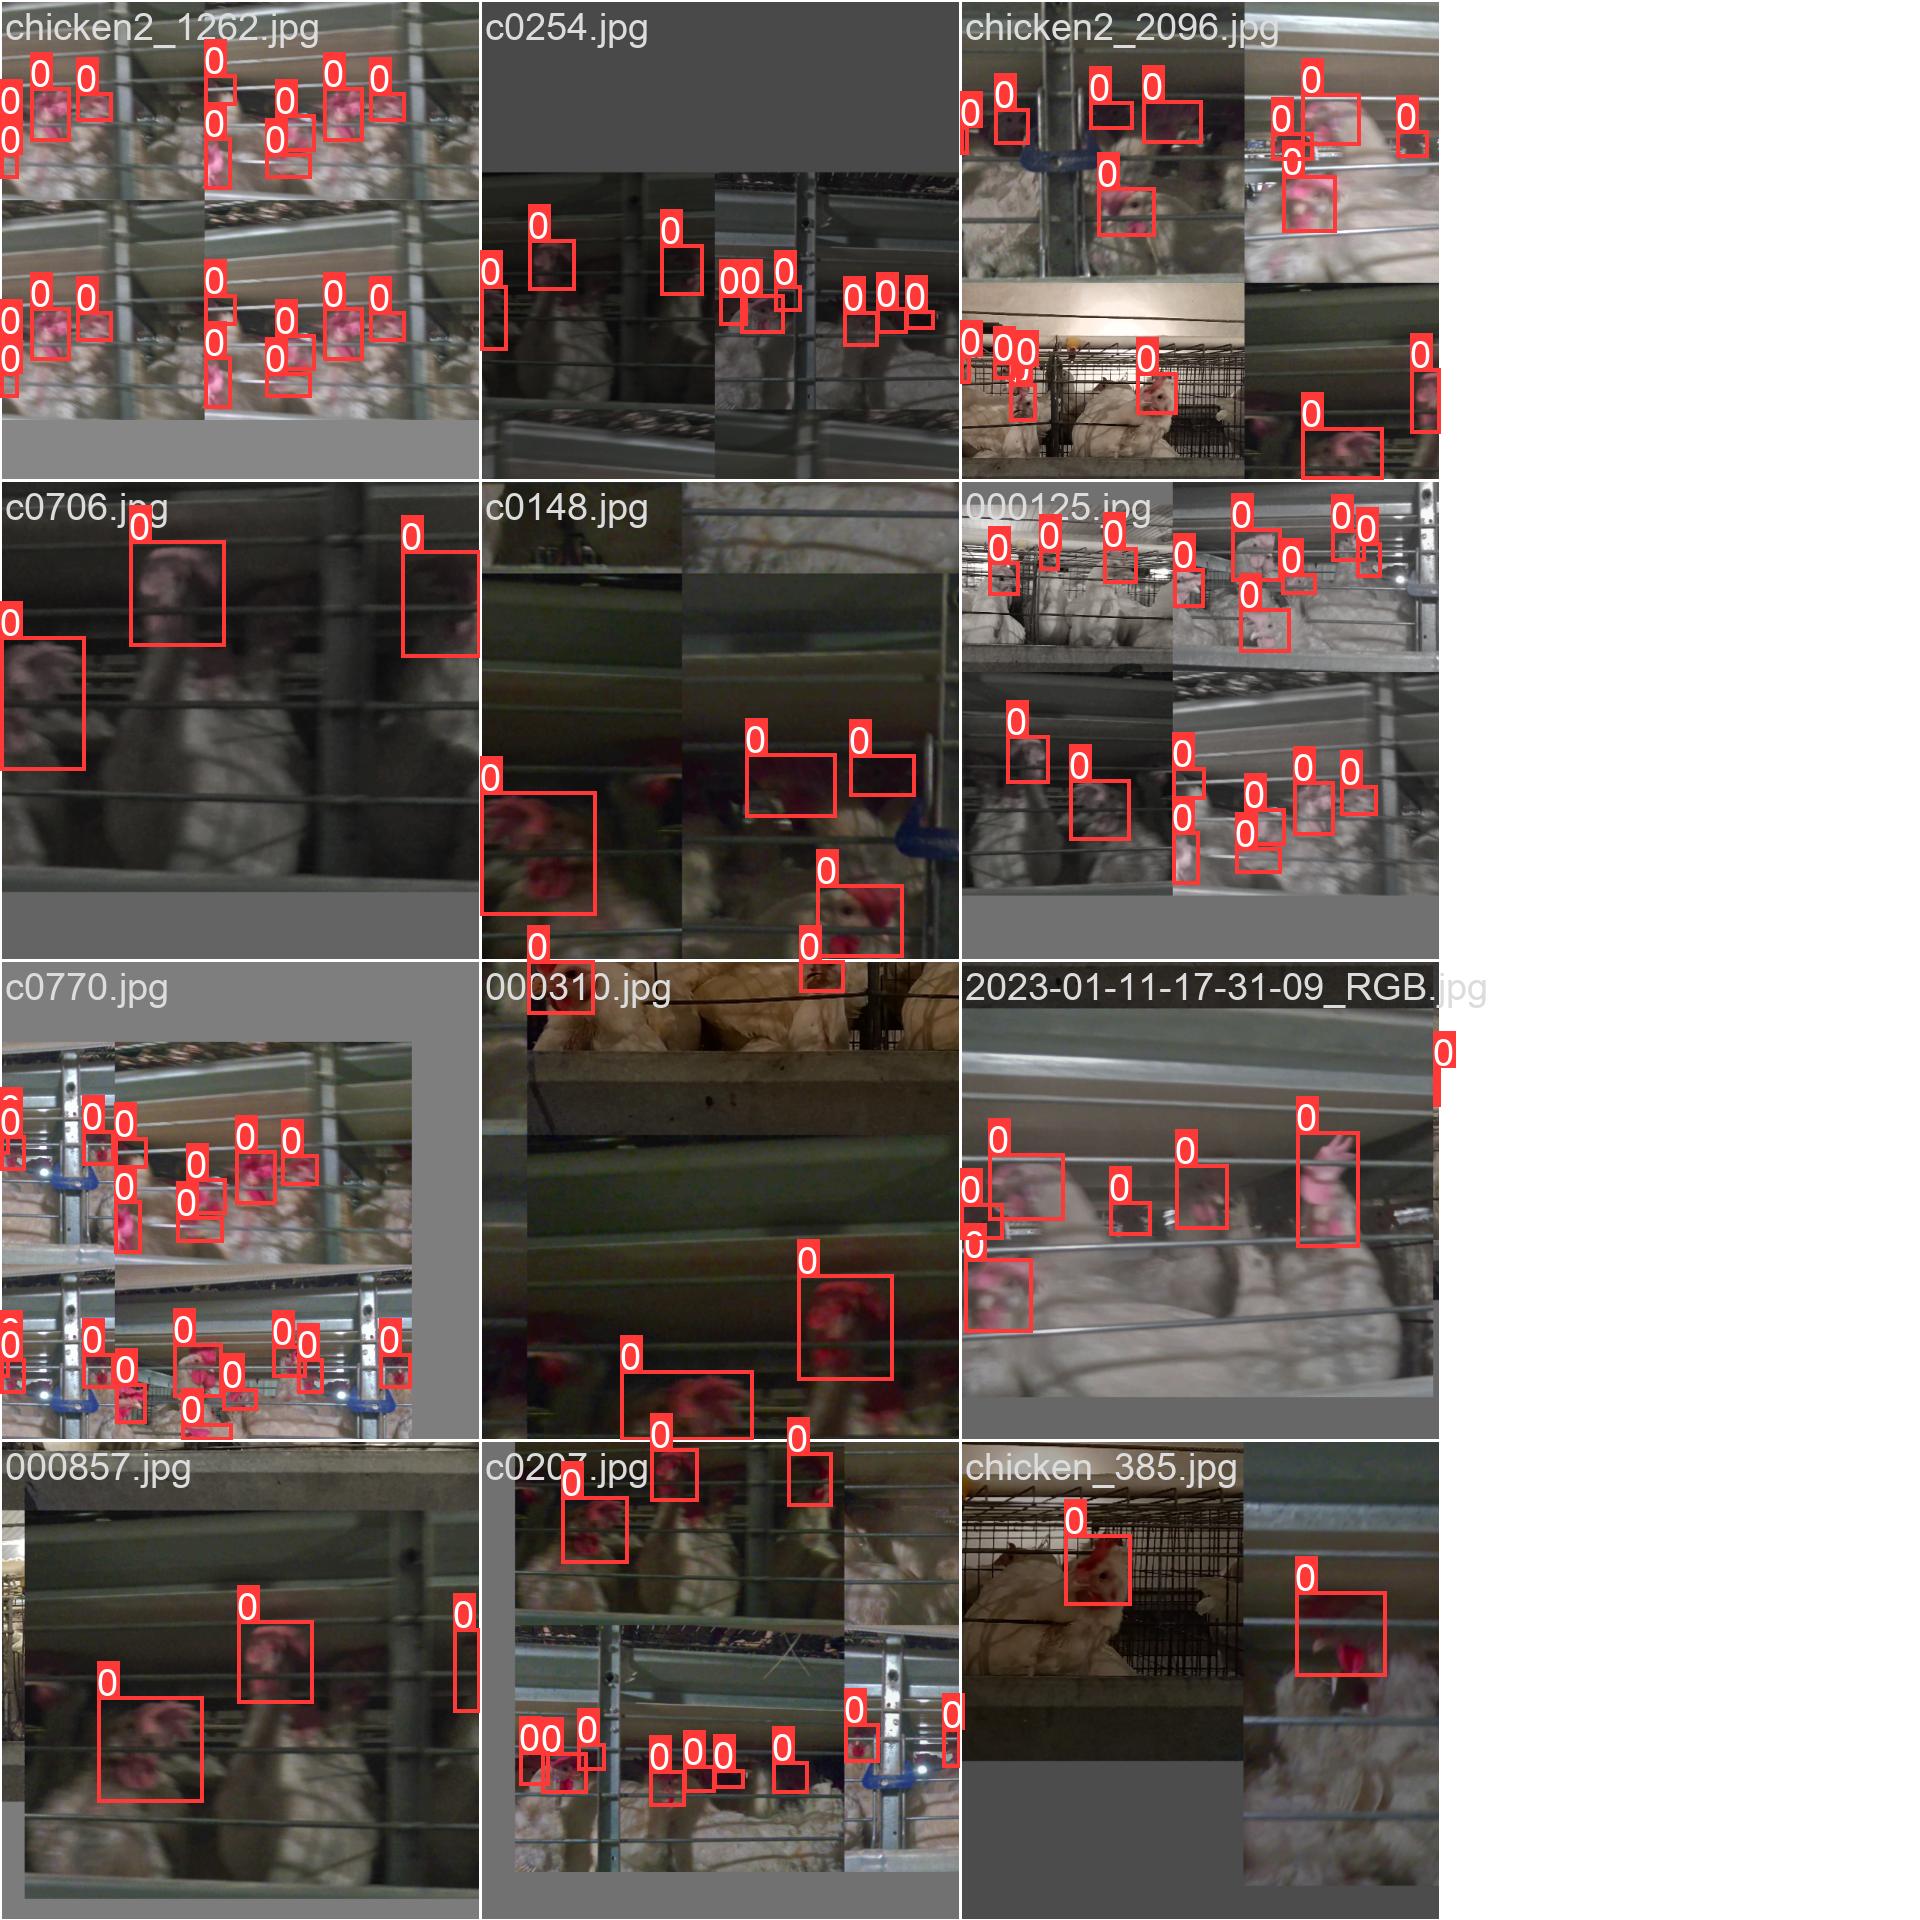 chicken2_1262.jpg
c0254.jpg
chicken2_2096.jpg
c0706.jpg
c0148.jpg
000125.jpg
c0770.jpg
000310.jpg
2023-01-11-17-31-09_RGB.jpg
000857.jpg
c0207.jpg
chicken_385.jpg